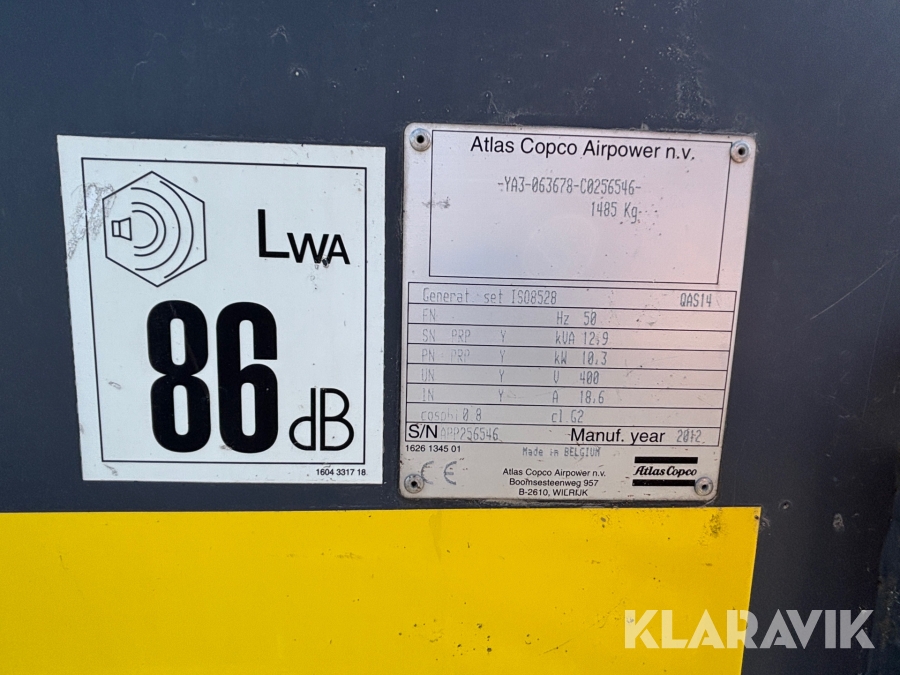 LWA
86 dB
1604 3317 18
Atlas Copco Airpower n.v.
-YA3-063678-C0256546-
1485 Kg-
Generat. set ISO8528 QAS14
FN Hz 50
SN PRP Y kVA 12.9
PN PRP Y kW 10.3
UN Y V 400
IN Y A 18.6
cosphi 0.8 cl.G2
S/N APP256546 Manuf. year 2012
1626 1345 01 Made in BELGIUM
CE
Atlas Copco Airpower n.v.
Boomsesteenweg 957
B-2610, WILRIJK
Atlas Copco
KLARAVIK